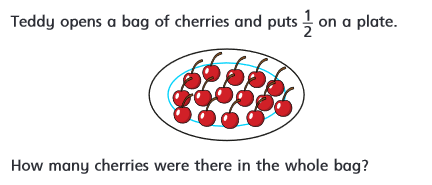 Teddy opens a bag of cherries and puts 1/2 on a plate.
How many cherries were there in the whole bag?